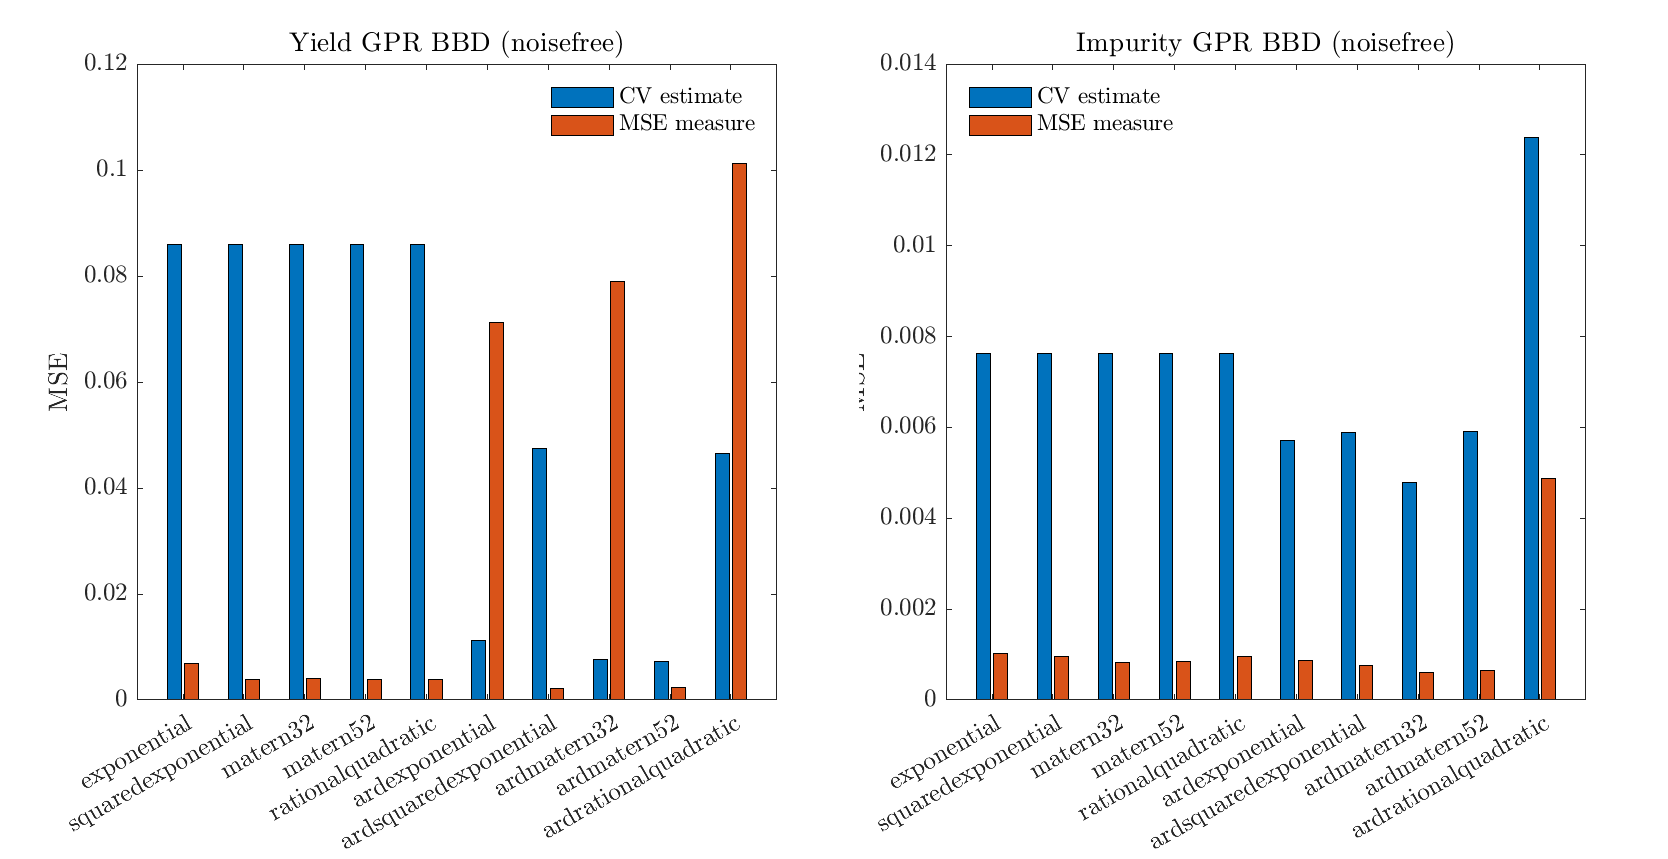 Yield GPR BBD (noisefree)
CV estimate
MSE measure
0.12
0.1
0.08
0.06
0.04
0.02
0
MSE
exponential
squaredexponential
matern32
matern52
rationalquadratic
ardexponential
ardsquaredexponential
ardmatern32
ardmatern52
ardrationalquadratic
Impurity GPR BBD (noisefree)
CV estimate
MSE measure
0.014
0.012
0.01
0.008
0.006
0.004
0.002
0
exponential
squaredexponential
matern32
matern52
rationalquadratic
ardexponential
ardsquaredexponential
ardmatern32
ardmatern52
ardrationalquadratic